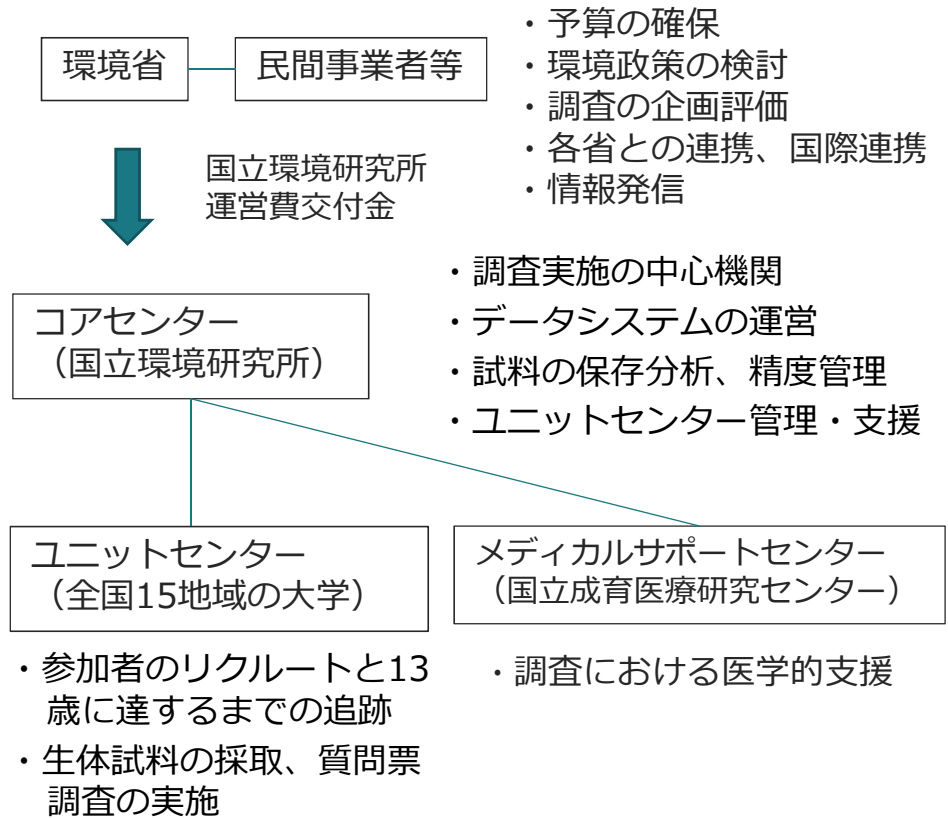 環境省
民間事業者等
・予算の確保
・環境政策の検討
・調査の企画評価
・各省との連携、国際連携
・情報発信
国立環境研究所
運営費交付金
コアセンター
（国立環境研究所）
・調査実施の中心機関
・データシステムの運営
・試料の保存分析、精度管理
・ユニットセンター管理・支援
ユニットセンター
（全国15地域の大学）
・参加者のリクルートと13
歳に達するまでの追跡
・生体試料の採取、質問票
調査の実施
メディカルサポートセンター
（国立成育医療研究センター）
・調査における医学的支援